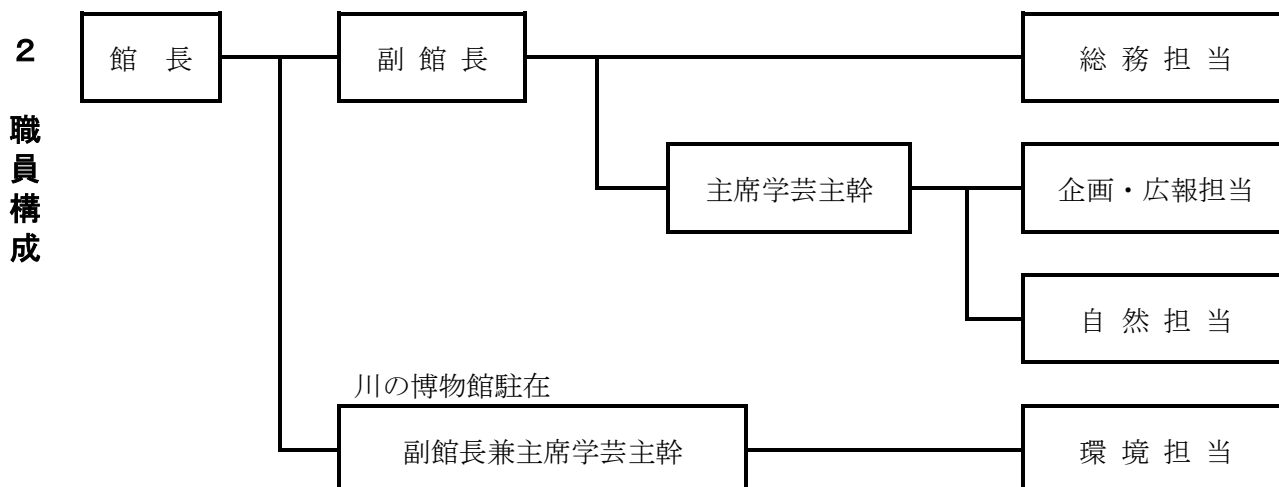 2 職員構成
館 長
副 館 長
総 務 担 当
主席学芸主幹
企画・広報担当
自 然 担 当
川の博物館駐在
副館長兼主席学芸主幹
環 境 担 当